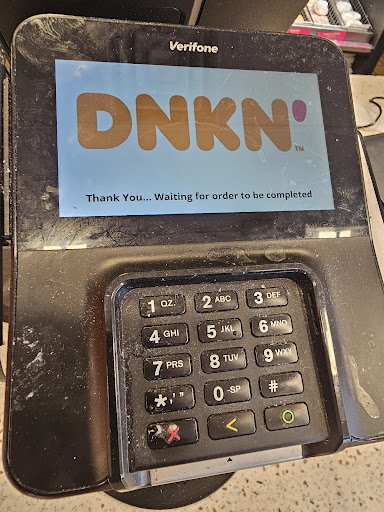 Verifone
DNKN'
TM
Thank You... Waiting for order to be completed
1 QZ. 2 ABC 3 DEF
4 GHI 5 JKL 6 MNO
7 PRS 8 TUV 9 WXY
*,'" 0 -SP #
X < O